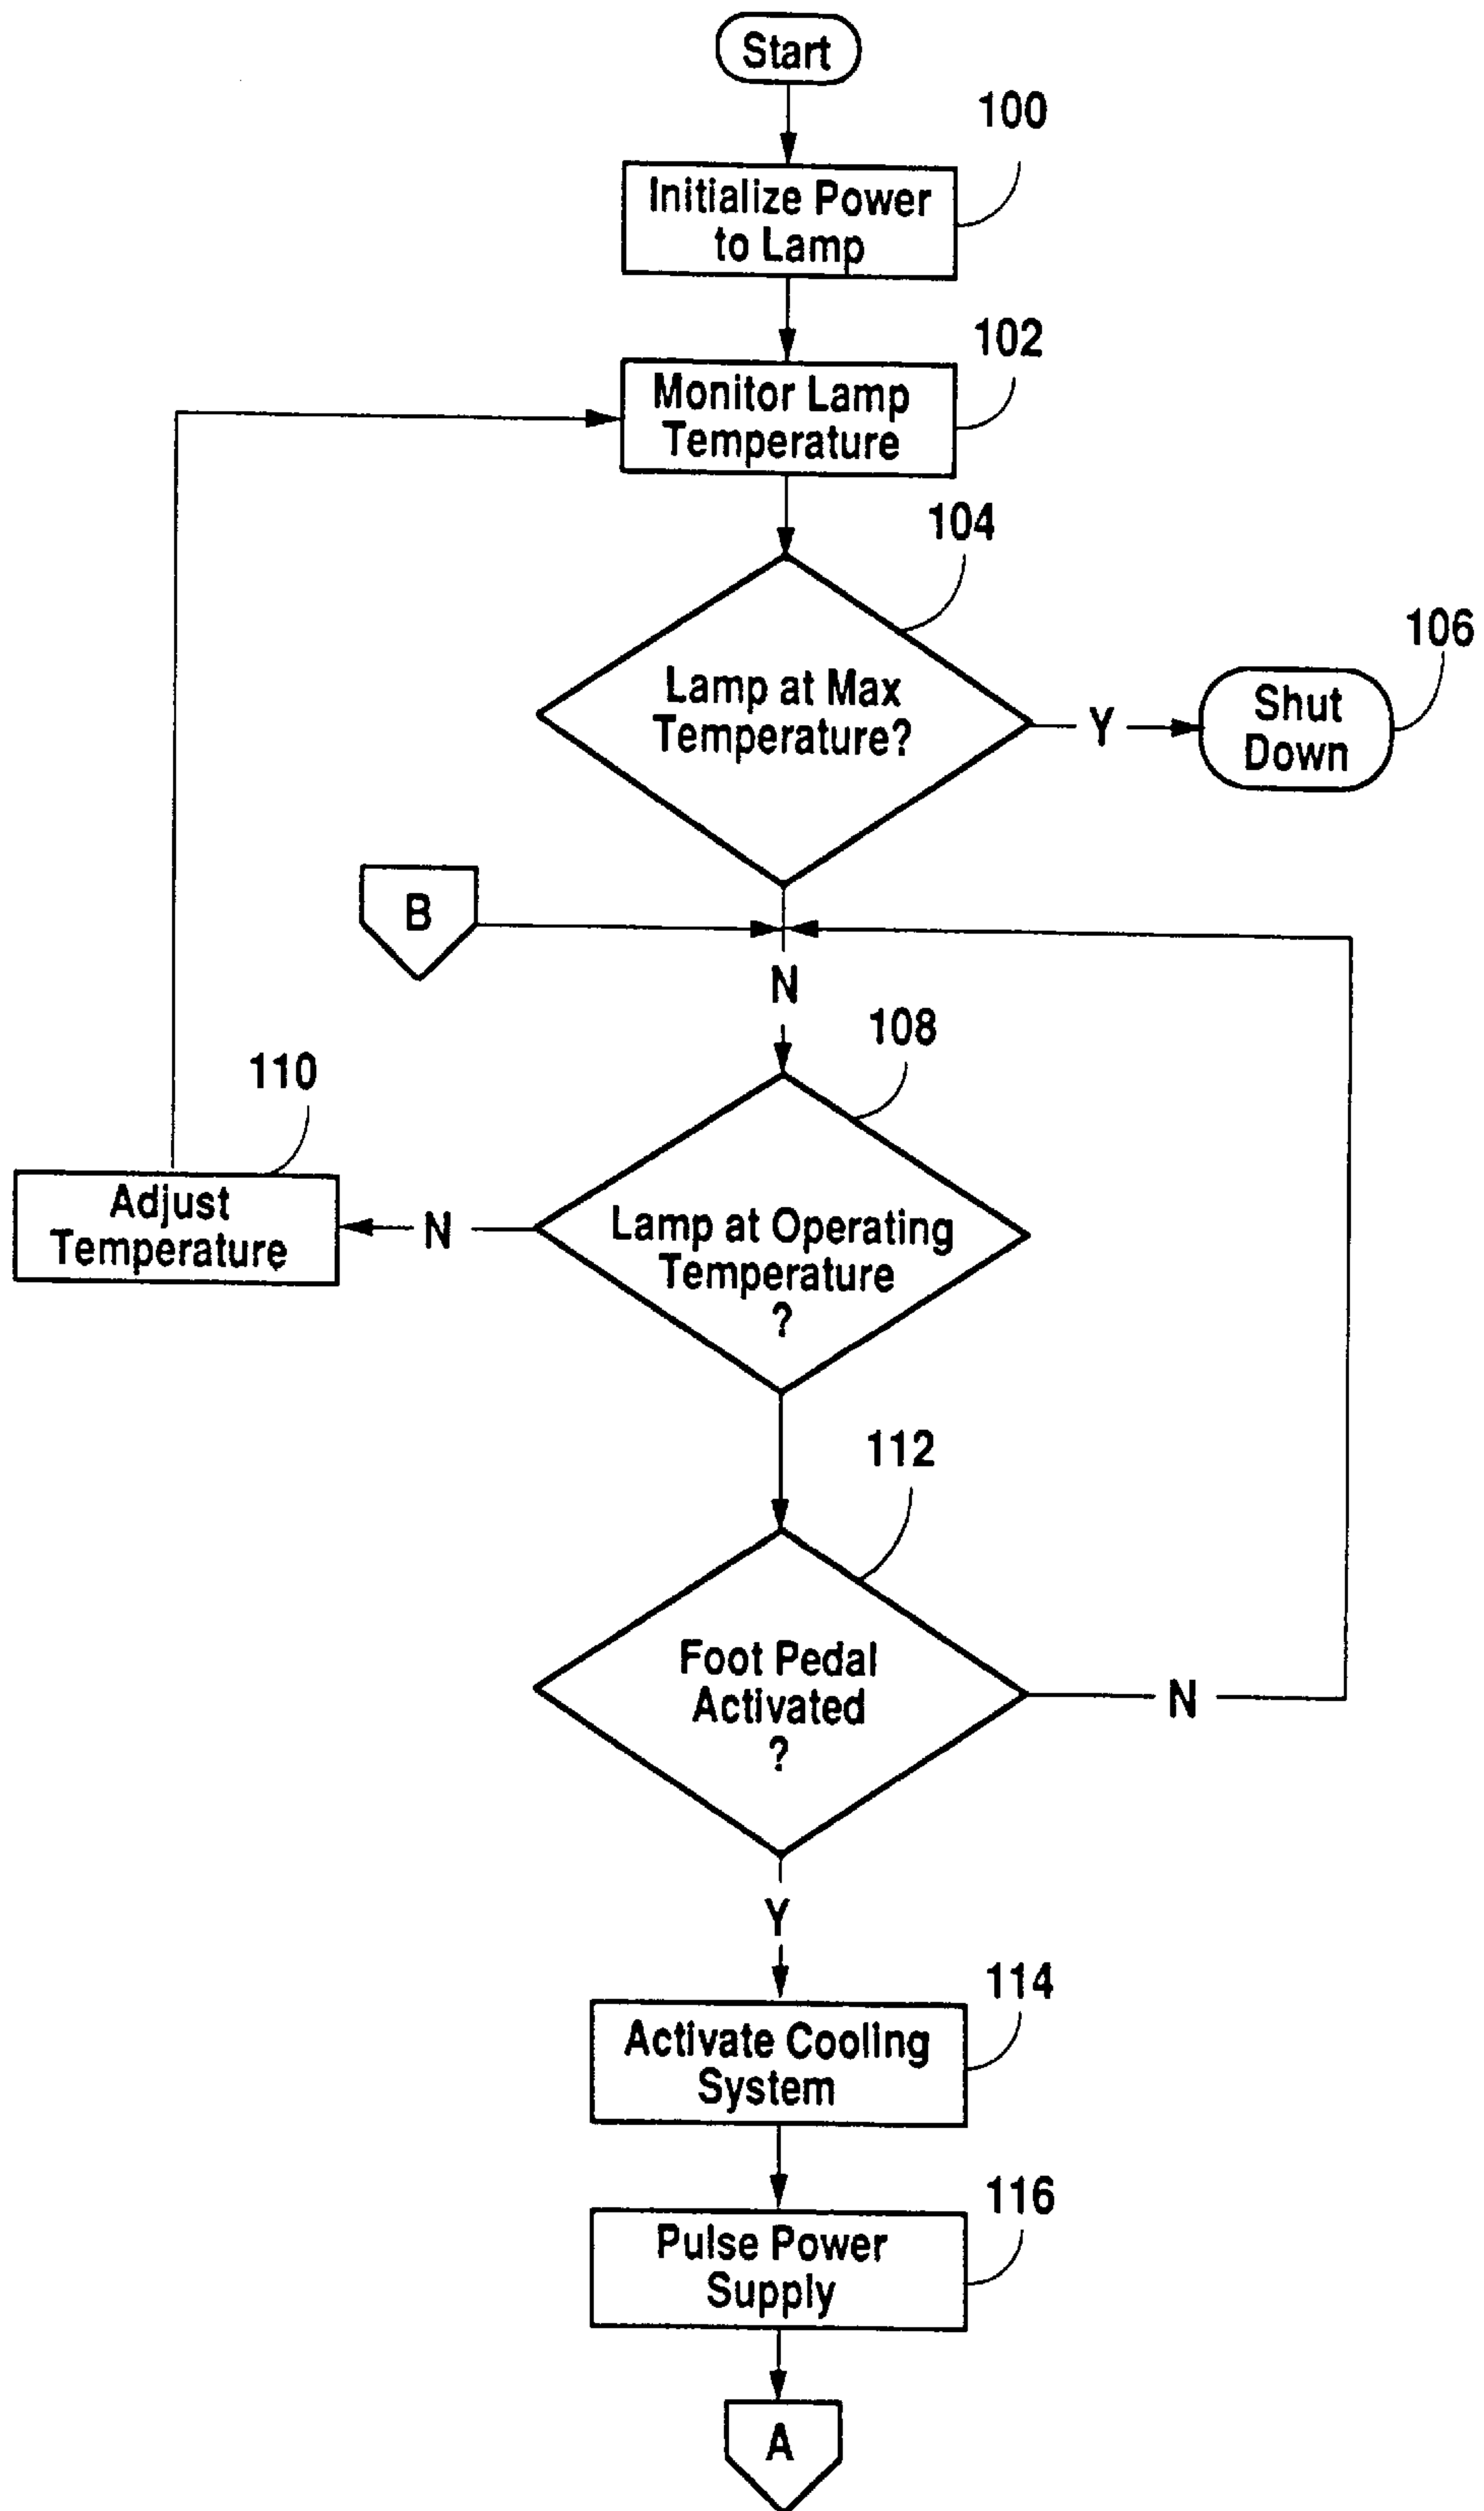 Start
100
Initialize Power
to Lamp
102
Monitor Lamp
Temperature
104
Lamp at Max
Temperature?
Y
106
Shut
Down
B
N
108
110
Adjust
Temperature
N
Lamp at Operating
Temperature
?
112
Foot Pedal
Activated
?
N
Y
114
Activate Cooling
System
116
Pulse Power
Supply
A